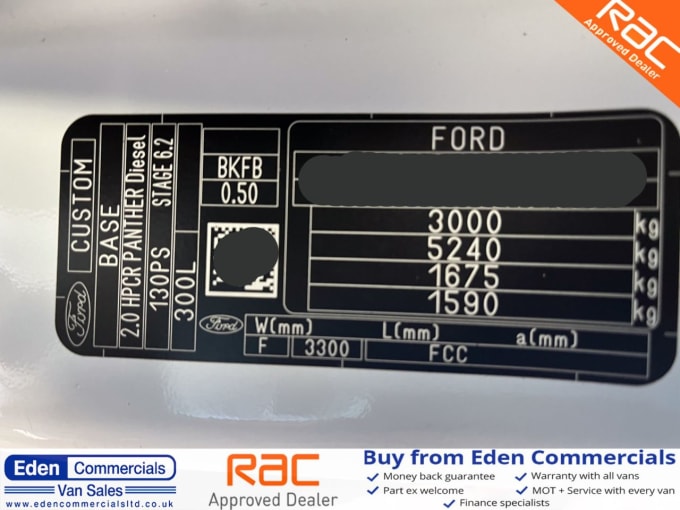 RAC
Approved Dealer
CUSTOM
BASE
2.0 HPCR PANTHER Diesel
130PS STAGE 6.2
300L
Ford
BKFB
0.50
FORD
3000 kg
5240 kg
1675 kg
1590 kg
Ford
W(mm) L(mm) a(mm)
F 3300 FCC
Eden Commercials
Van Sales
www.edencommercialsltd.co.uk
RAC
Approved Dealer
Buy from Eden Commercials
Money back guarantee Warranty with all vans
Part ex welcome MOT + Service with every van
Finance specialists